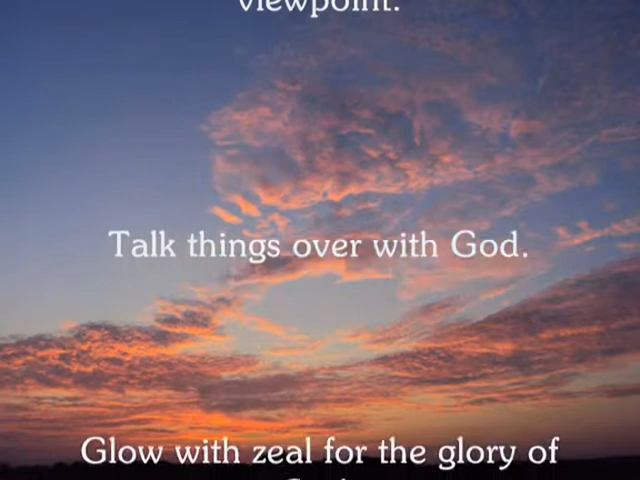 viewpoint.
Talk things over with God.
Glow with zeal for the glory of